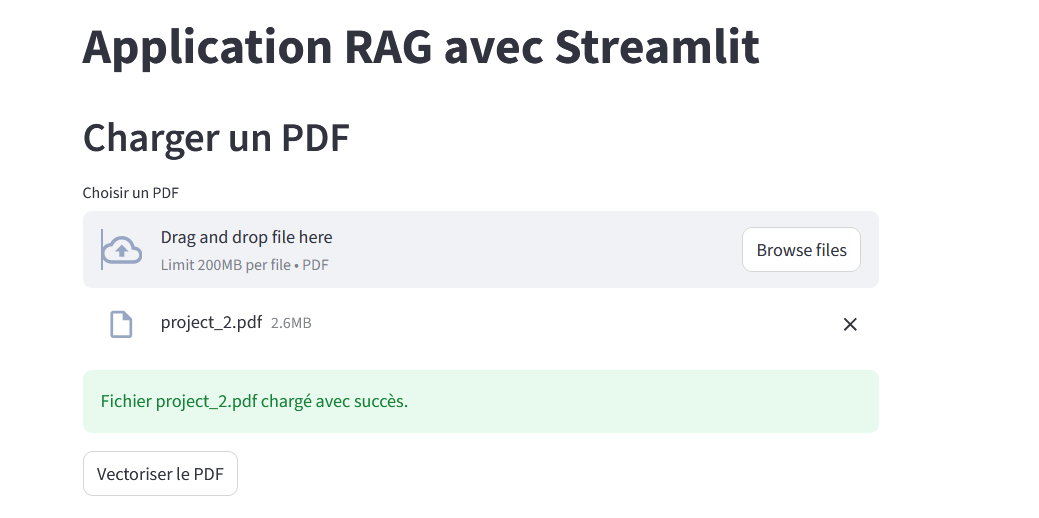 Application RAG avec Streamlit
Charger un PDF
Choisir un PDF
Drag and drop file here
Limit 200MB per file • PDF
Browse files
project_2.pdf 2.6MB
Fichier project_2.pdf chargé avec succès.
Vectoriser le PDF